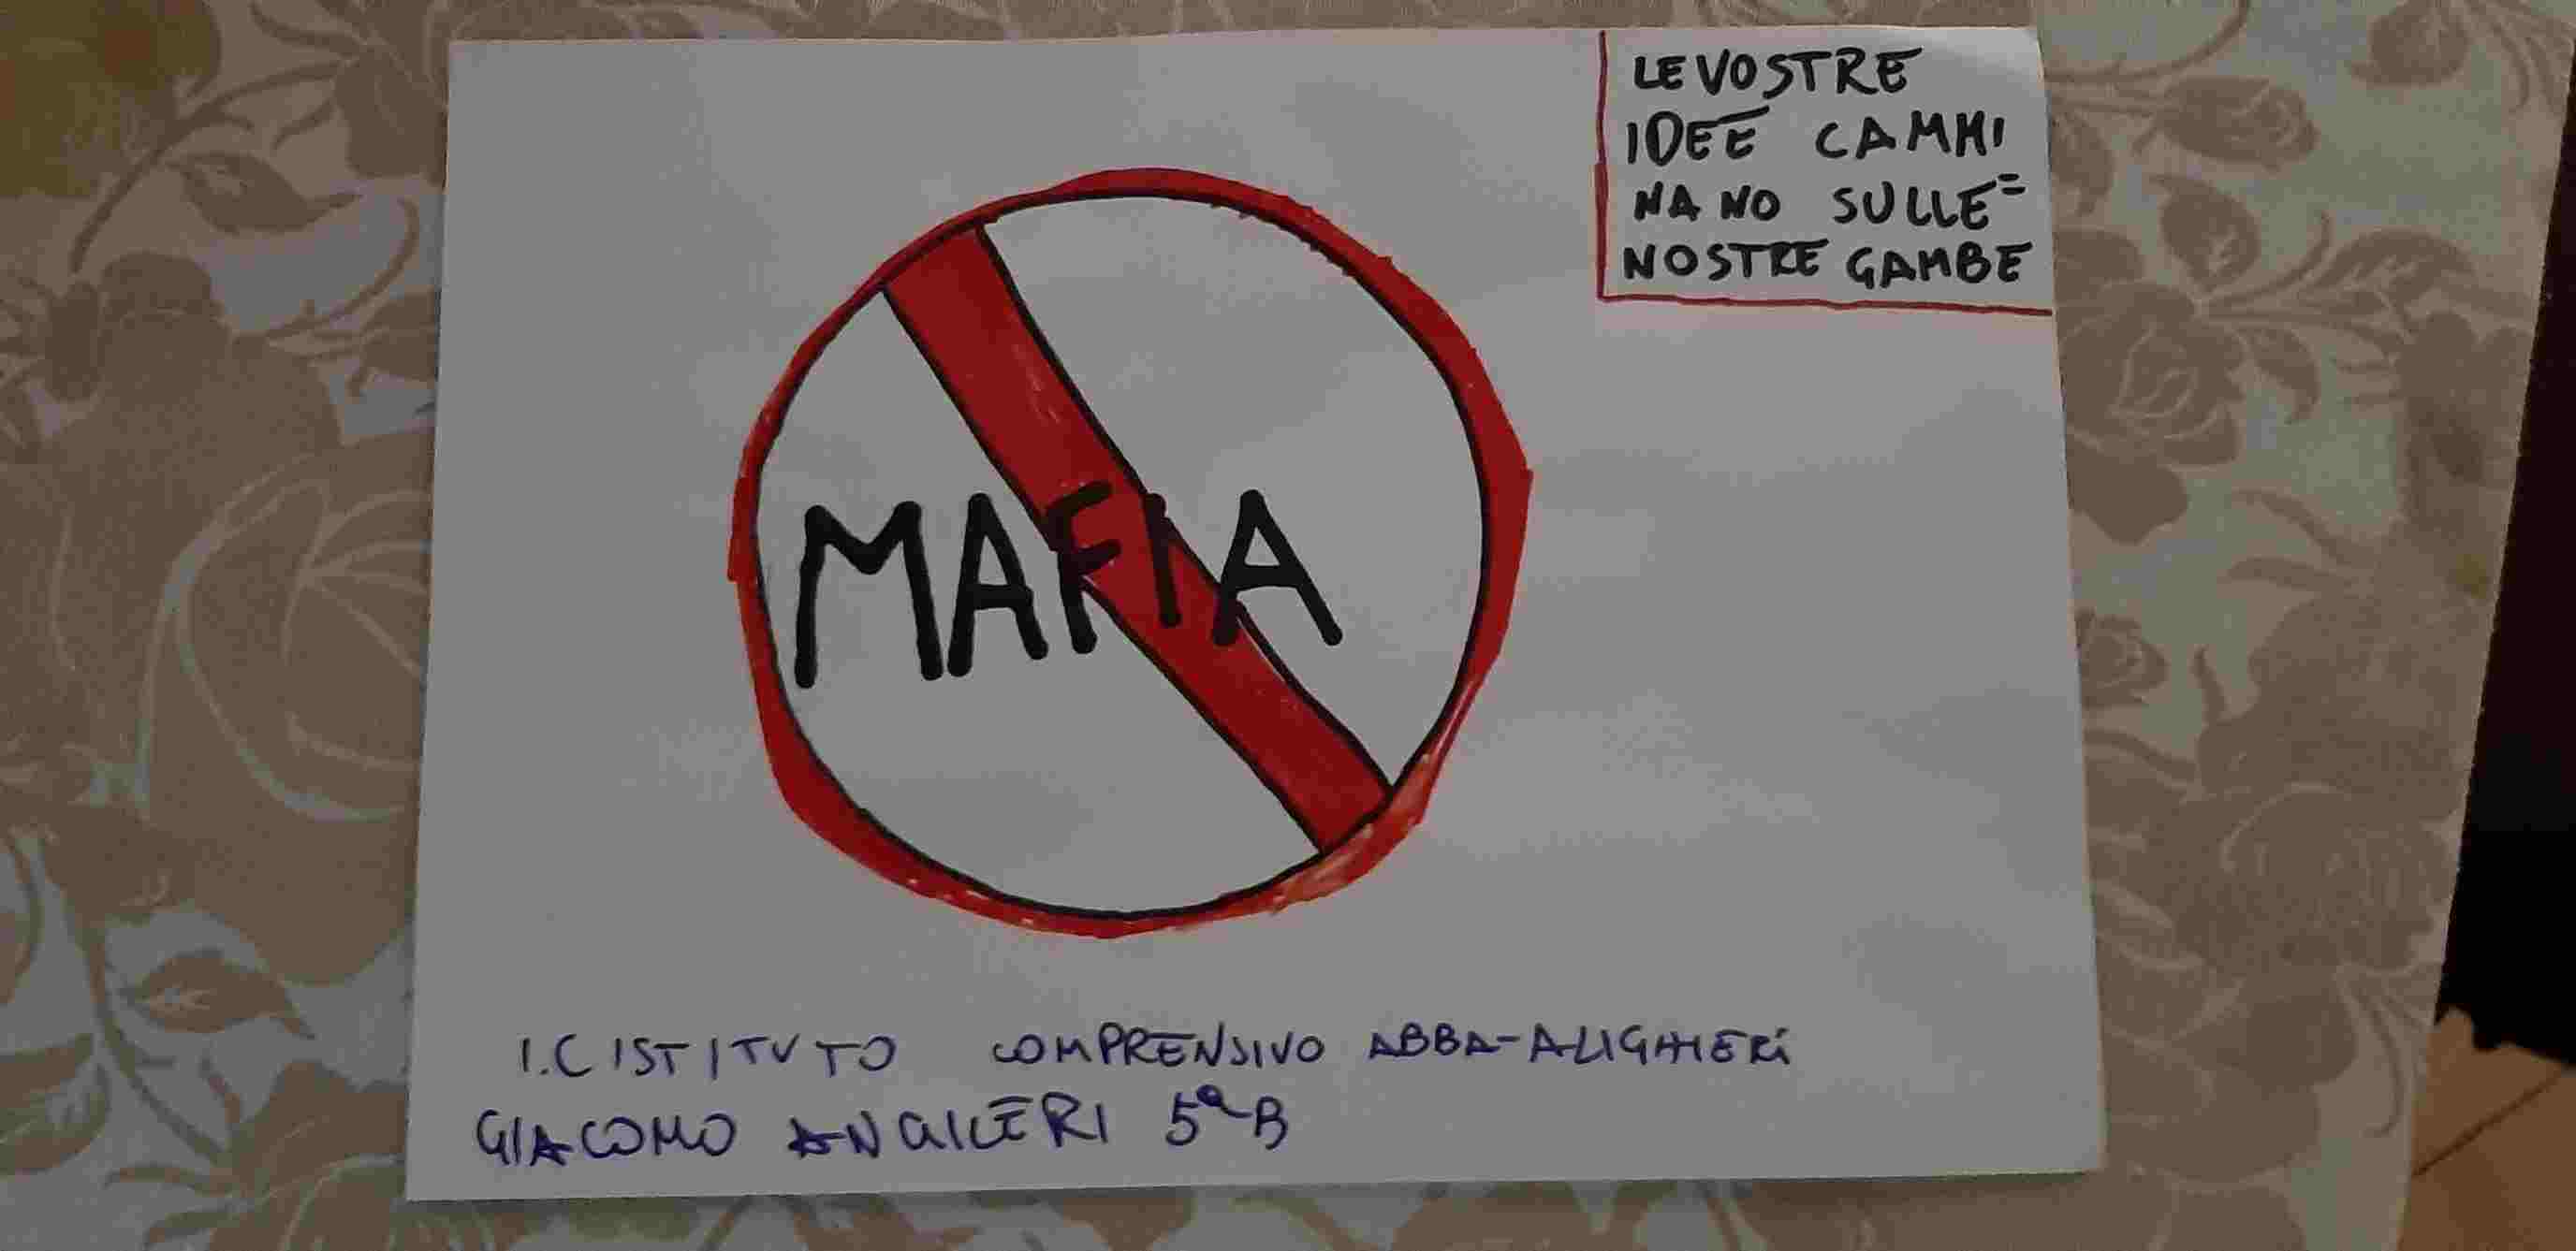 LE VOSTRE
IDEE CAMMI
NANO SULLE=
NOSTRE GAMBE
MAFIA
I.C ISTITUTO COMPRENSIVO ABBA-ALIGHIERI
GIACOMO ANGILERI 5ª B